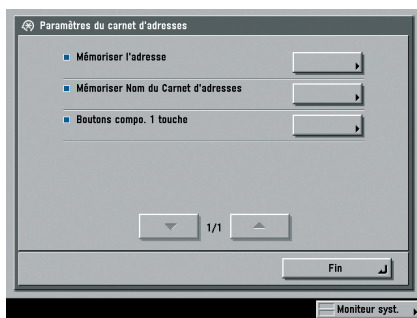 Paramètres du carnet d'adresses
Mémoriser l'adresse
Mémoriser Nom du Carnet d'adresses
Boutons compo. 1 touche
1/1
Fin
Moniteur syst.